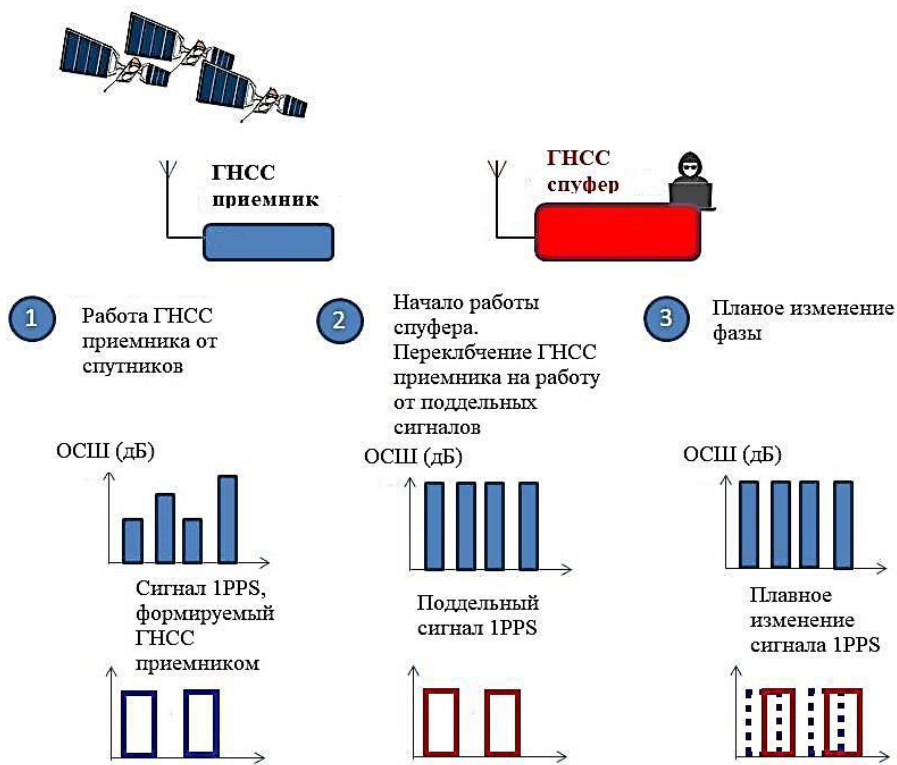 ГНСС
приемник
ГНСС
спуфер
1
Работа ГНСС
приемника от
спутников
2
Начало работы
спуфера.
Переклбчение ГНСС
приемника на работу
от поддельных
сигналов
3
Планое изменение
фазы
ОСШ (дБ)
ОСШ (дБ)
ОСШ (дБ)
Сигнал 1PPS,
формируемый
ГНСС
приемником
Поддельный
сигнал 1PPS
Плавное
изменение
сигнала 1PPS